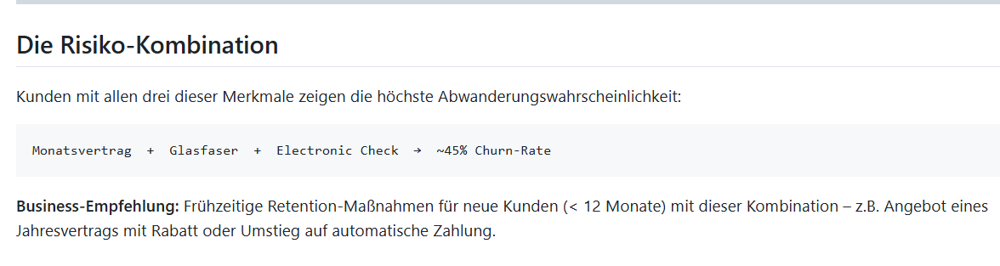 Die Risiko-Kombination
Kunden mit allen drei dieser Merkmale zeigen die höchste Abwanderungswahrscheinlichkeit:
Monatsvertrag + Glasfaser + Electronic Check → ~45% Churn-Rate
Business-Empfehlung: Frühzeitige Retention-Maßnahmen für neue Kunden (< 12 Monate) mit dieser Kombination – z.B. Angebot eines
Jahresvertrags mit Rabatt oder Umstieg auf automatische Zahlung.